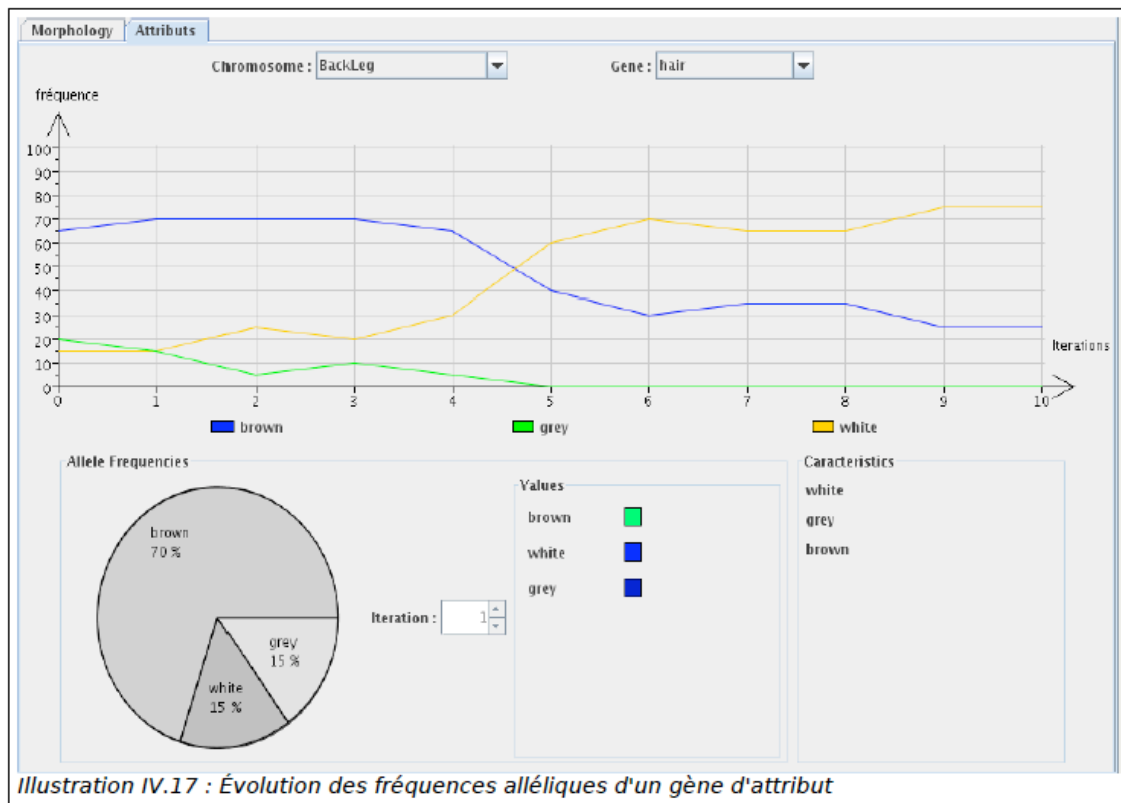 Morphology Attributs
Chromosome : BackLeg Gene : hair
fréquence
100
90
80
70
60
50
40
30
20
10
0
Iterations
0 1 2 3 4 5 6 7 8 9 10
brown grey white
Allele Frequencies
brown
70 %
grey
15 %
white
15 %
Iteration : 1
Values
brown
white
grey
Caracteristics
white
grey
brown
Illustration IV.17 : Évolution des fréquences alléliques d'un gène d'attribut